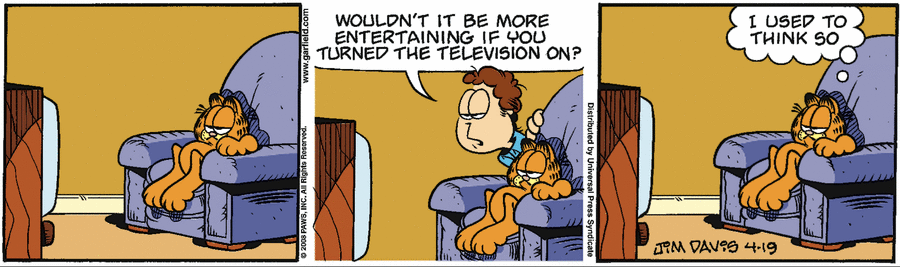 www.garfield.com
© 2008 PAWS, INC. All Rights Reserved.
WOULDN'T IT BE MORE
ENTERTAINING IF YOU
TURNED THE TELEVISION ON?
Distributed by Universal Press Syndicate
I USED TO
THINK SO
JIM DAVIS 4-19